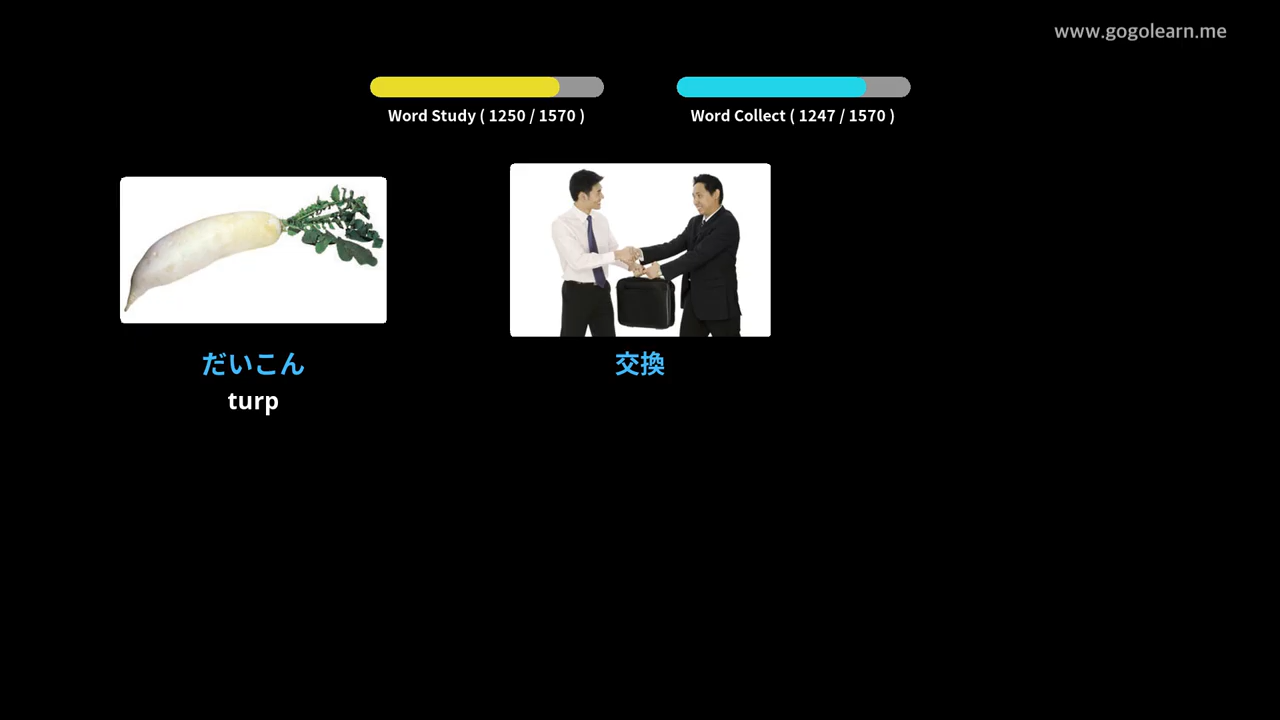 www.gogolearn.me
Word Study ( 1250 / 1570 )
Word Collect ( 1247 / 1570 )
だいこん
turp
交換